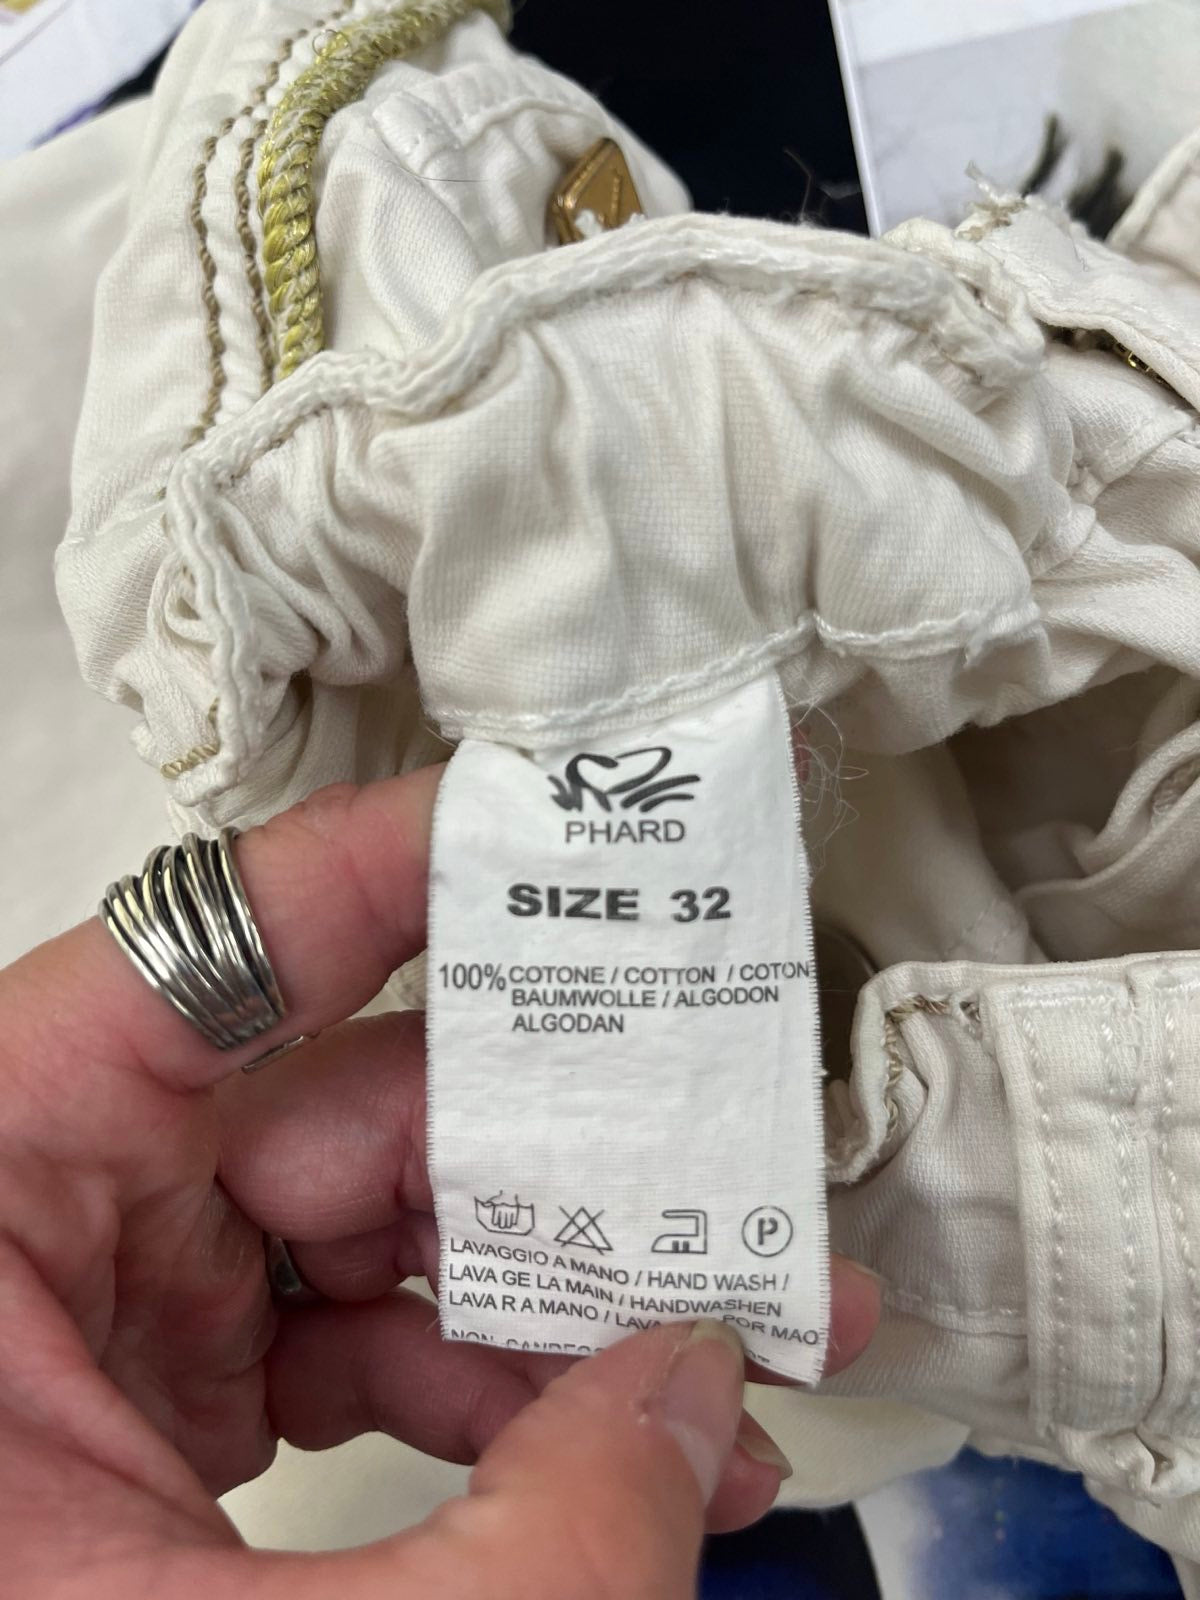 PHARD
SIZE 32
100% COTONE / COTTON / COTON
BAUMWOLLE / ALGODON
ALGODAN
P
LAVAGGIO A MANO / HAND WASH /
LAVA GE LA MAIN / HANDWASHEN
LAVA R A MANO / POR MAO
NON